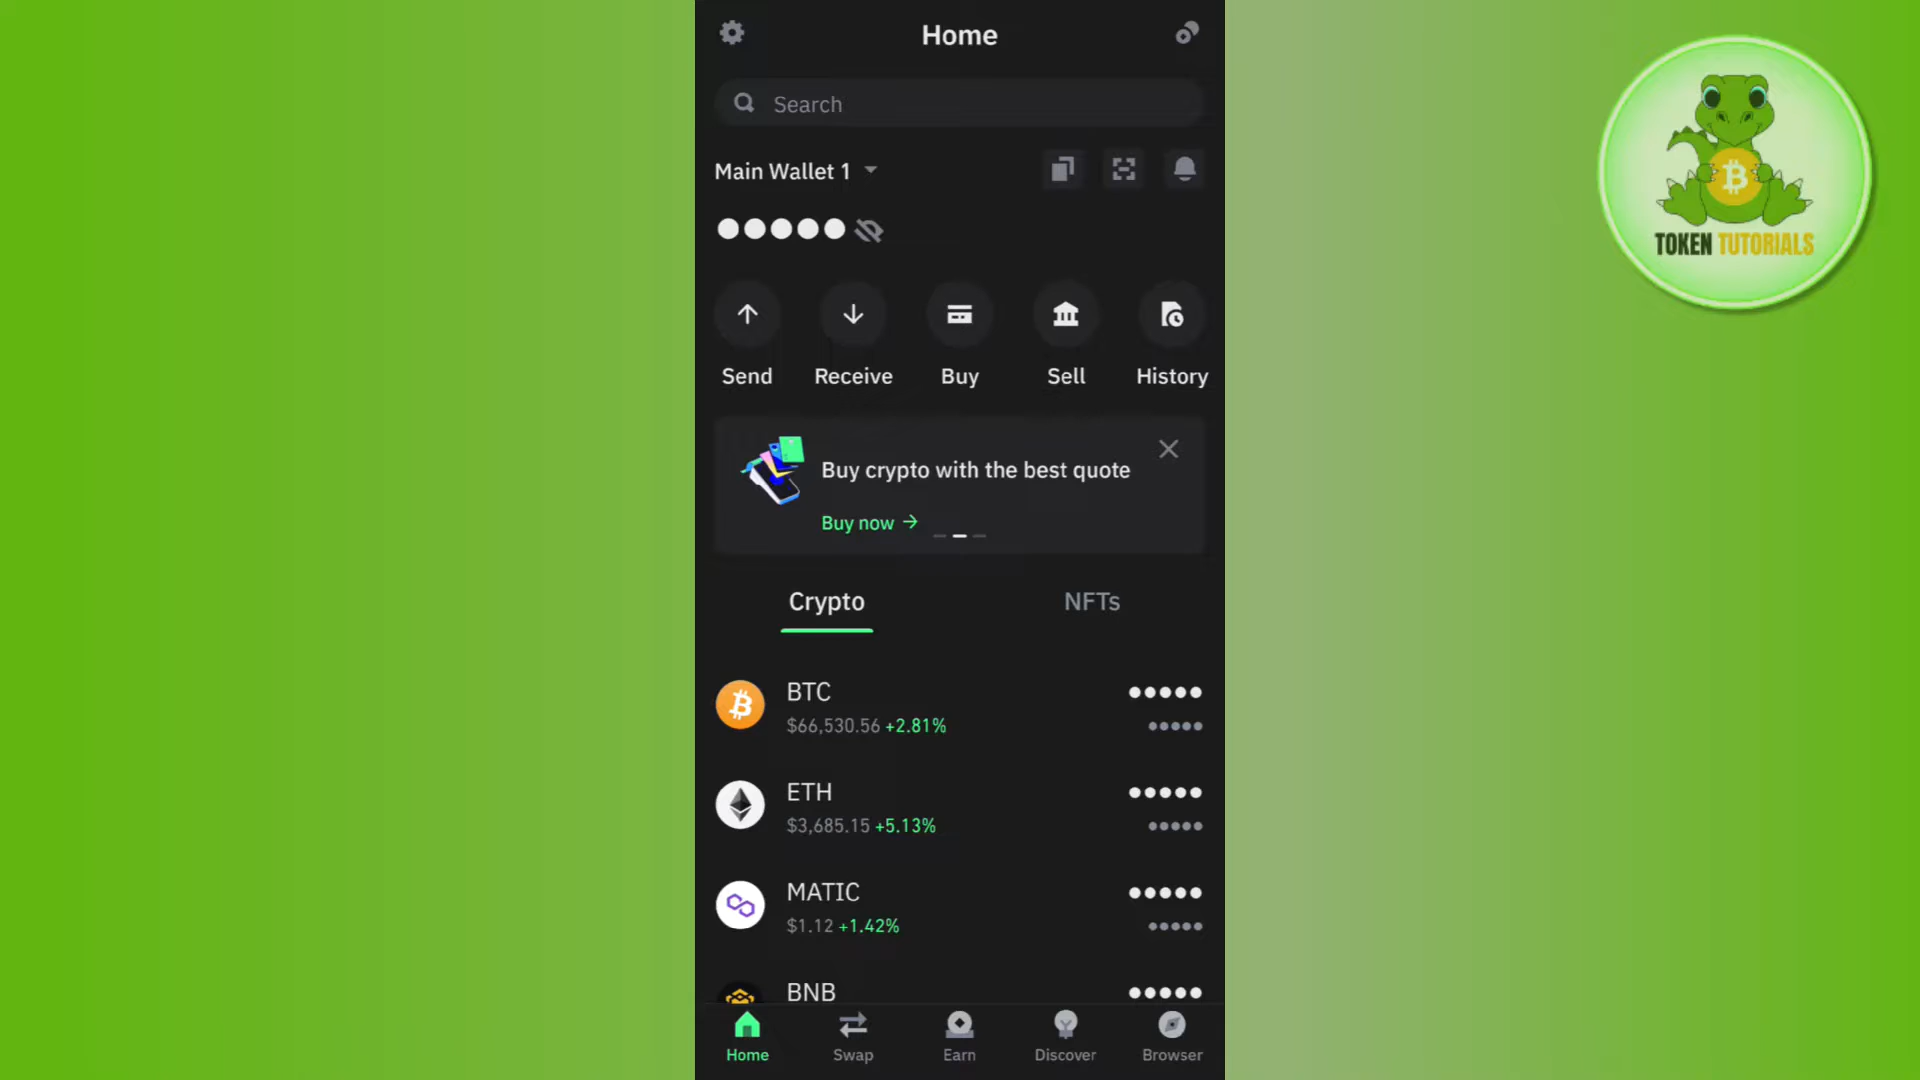 Home
Search
Main Wallet 1
Send Receive Buy Sell History
Buy crypto with the best quote
Buy now →
Crypto NFTs
BTC
$66,530.56 +2.81%
ETH
$3,685.15 +5.13%
MATIC
$1.12 +1.42%
BNB
Home Swap Earn Discover Browser
TOKEN TUTORIALS